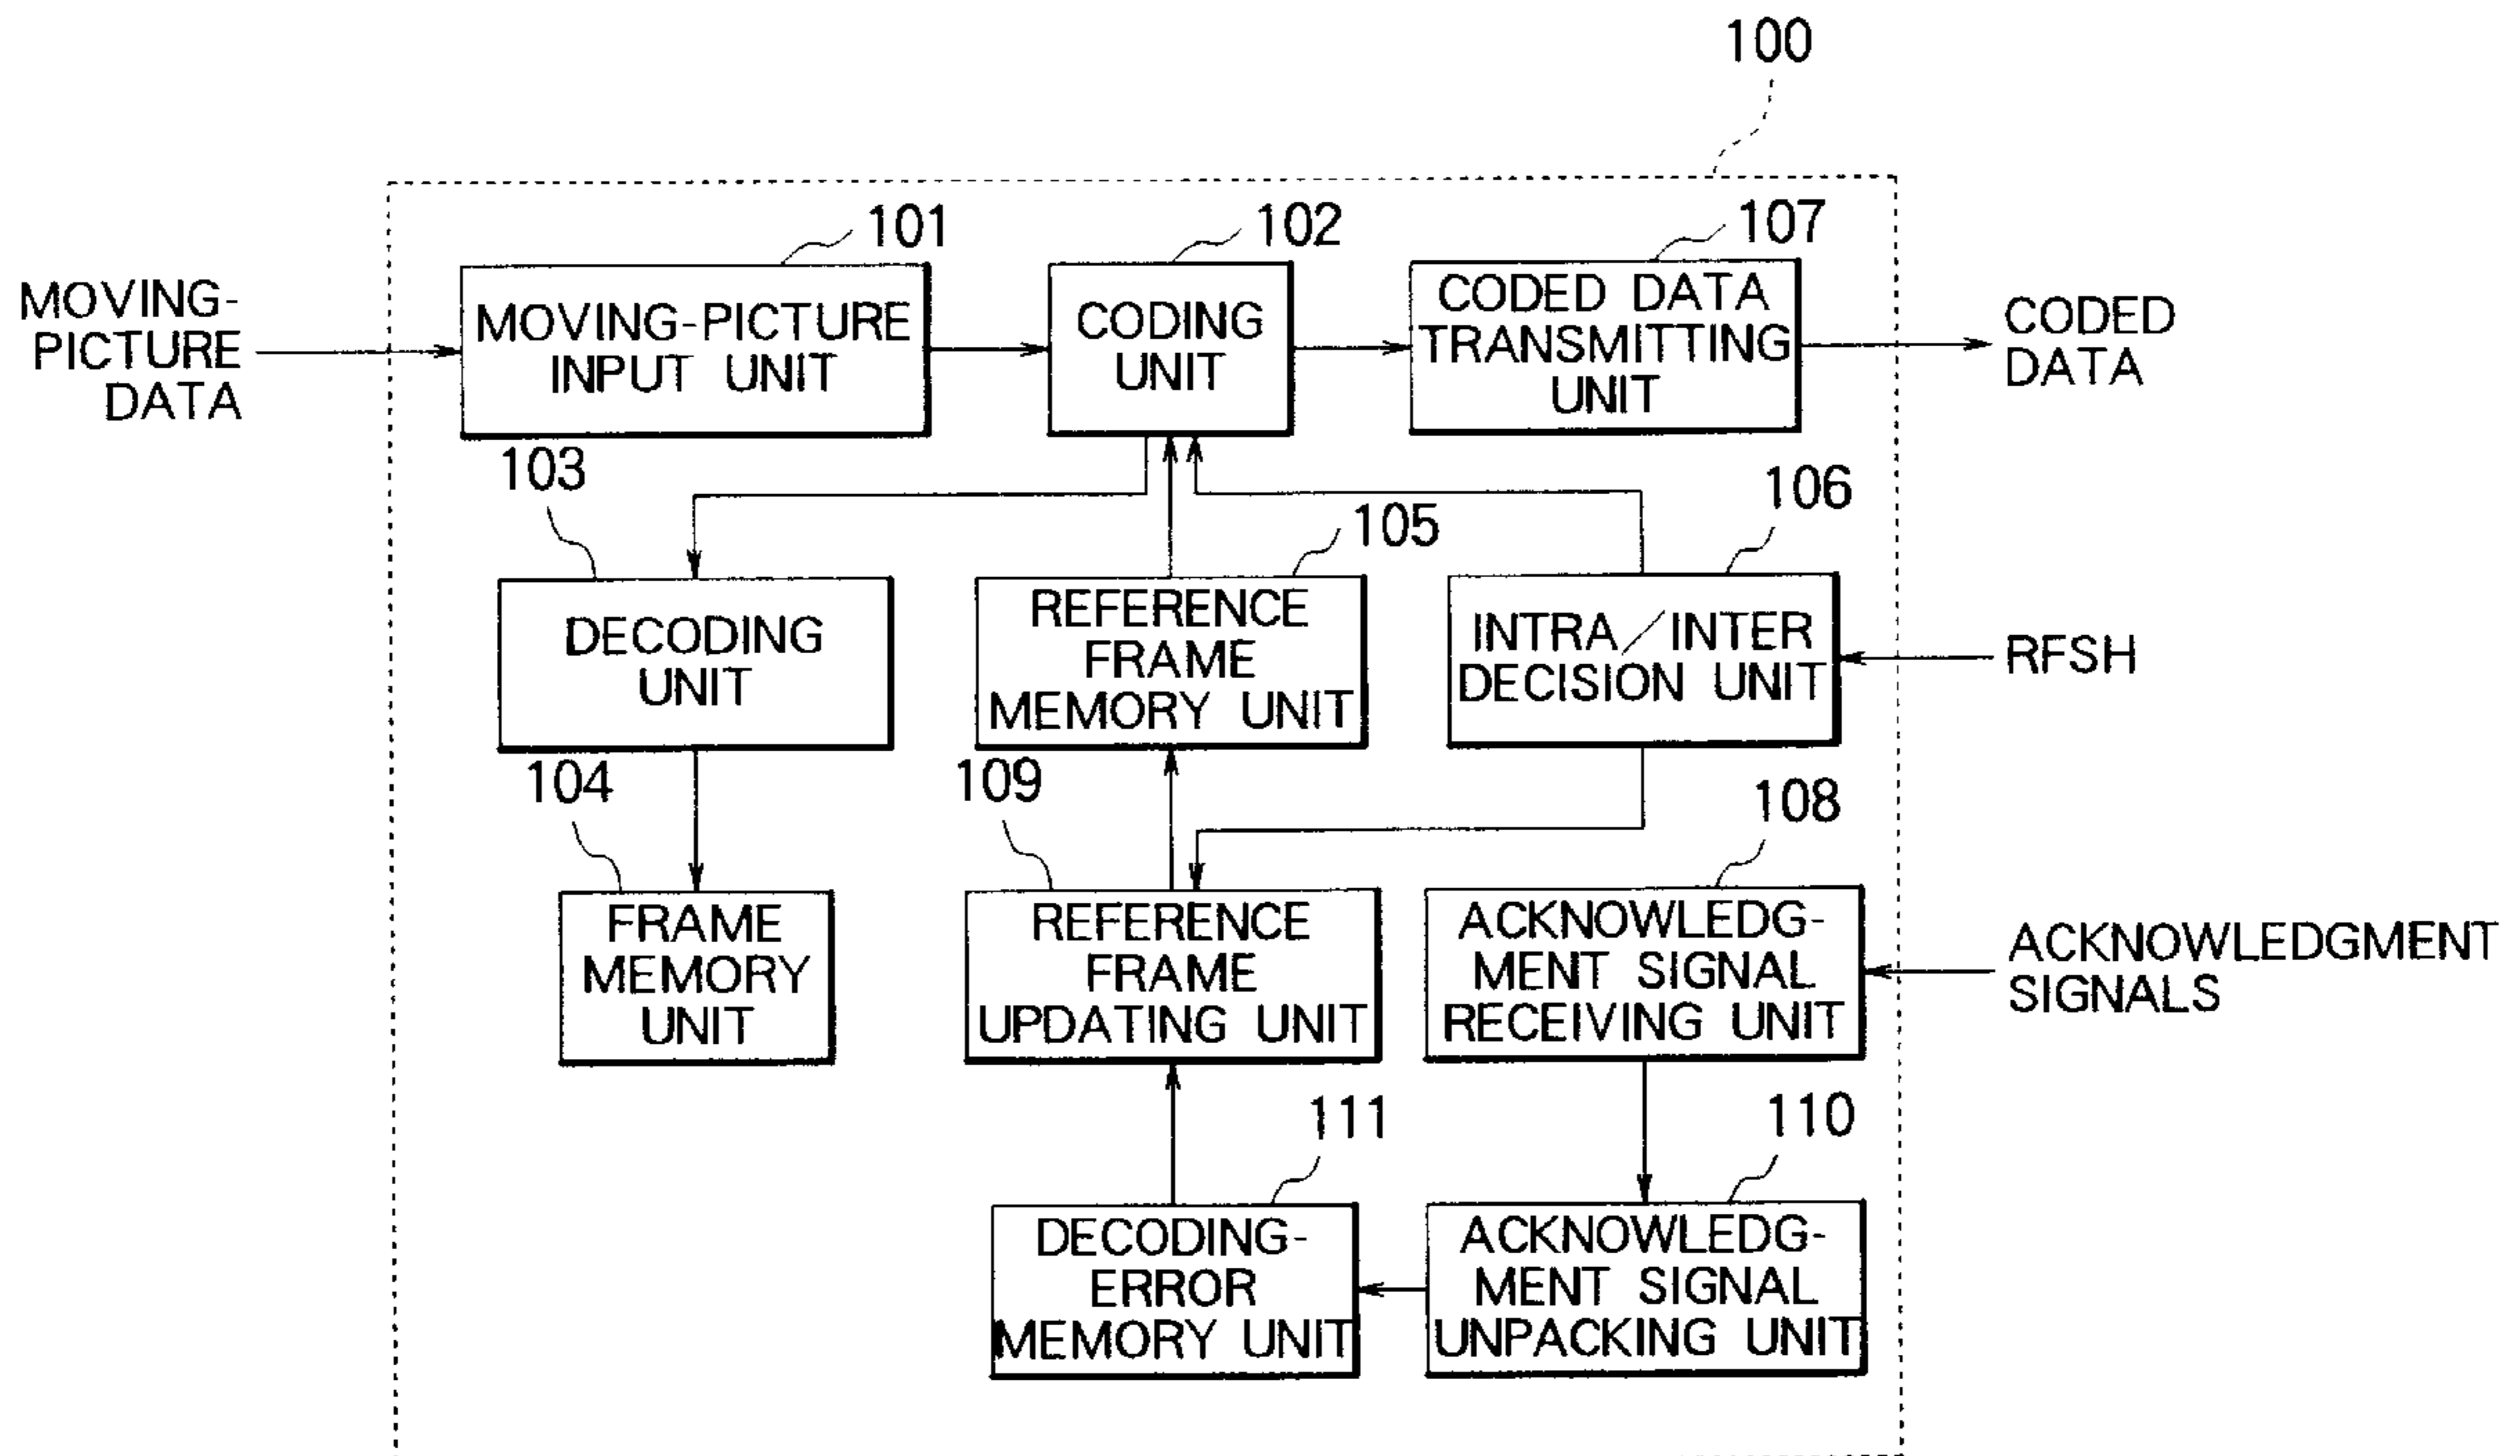 100
101
102
107
MOVING-
PICTURE
DATA
MOVING-PICTURE
INPUT UNIT
CODING
UNIT
CODED DATA
TRANSMITTING
UNIT
CODED
DATA
103
105
106
DECODING
UNIT
REFERENCE
FRAME
MEMORY UNIT
INTRA/INTER
DECISION UNIT
RFSH
104
109
108
FRAME
MEMORY
UNIT
REFERENCE
FRAME
UPDATING UNIT
ACKNOWLEDG-
MENT SIGNAL
RECEIVING UNIT
ACKNOWLEDGMENT
SIGNALS
111
110
DECODING-
ERROR
MEMORY UNIT
ACKNOWLEDG-
MENT SIGNAL
UNPACKING UNIT